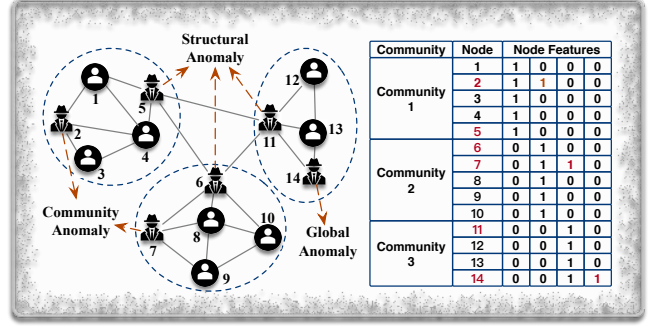 Structural
Anomaly
1
2
3
4
5
6
7
8
9
10
11
12
13
14
Community
Anomaly
Global
Anomaly
Community Node Node Features
Community
1
1 1 0 0 0
2 1 1 0 0
3 1 0 0 0
4 1 0 0 0
5 1 0 0 0
Community
2
6 0 1 0 0
7 0 1 1 0
8 0 1 0 0
9 0 1 0 0
10 0 1 0 0
Community
3
11 0 0 1 0
12 0 0 1 0
13 0 0 1 0
14 0 0 1 1